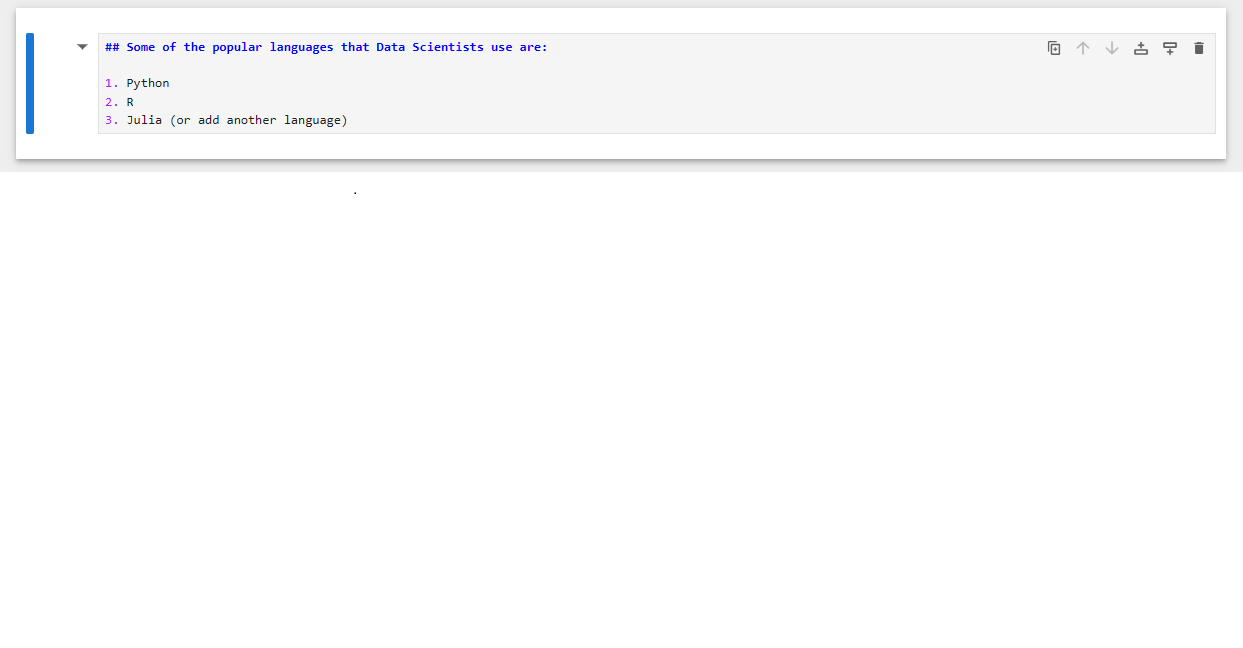 ## Some of the popular languages that Data Scientists use are:
1. Python
2. R
3. Julia (or add another language)
.